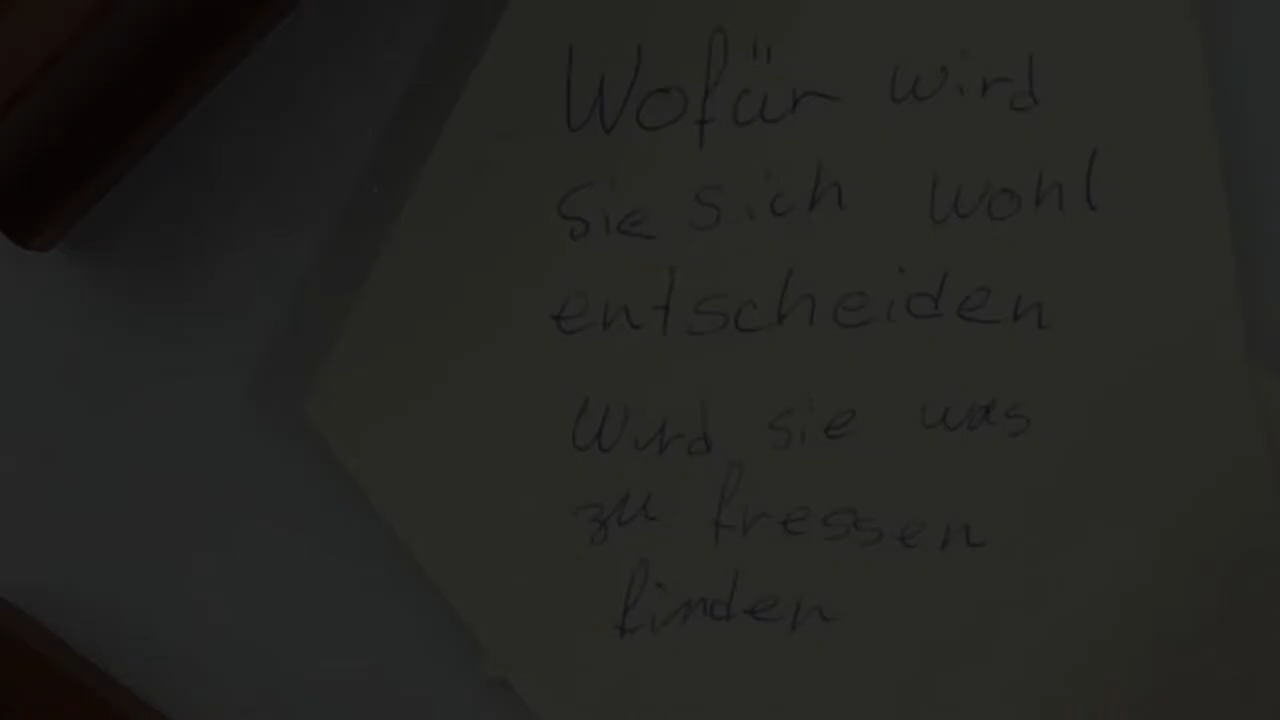 Wofür wird
Sie sich wohl
entscheiden
Wird sie was
zu fressen
finden